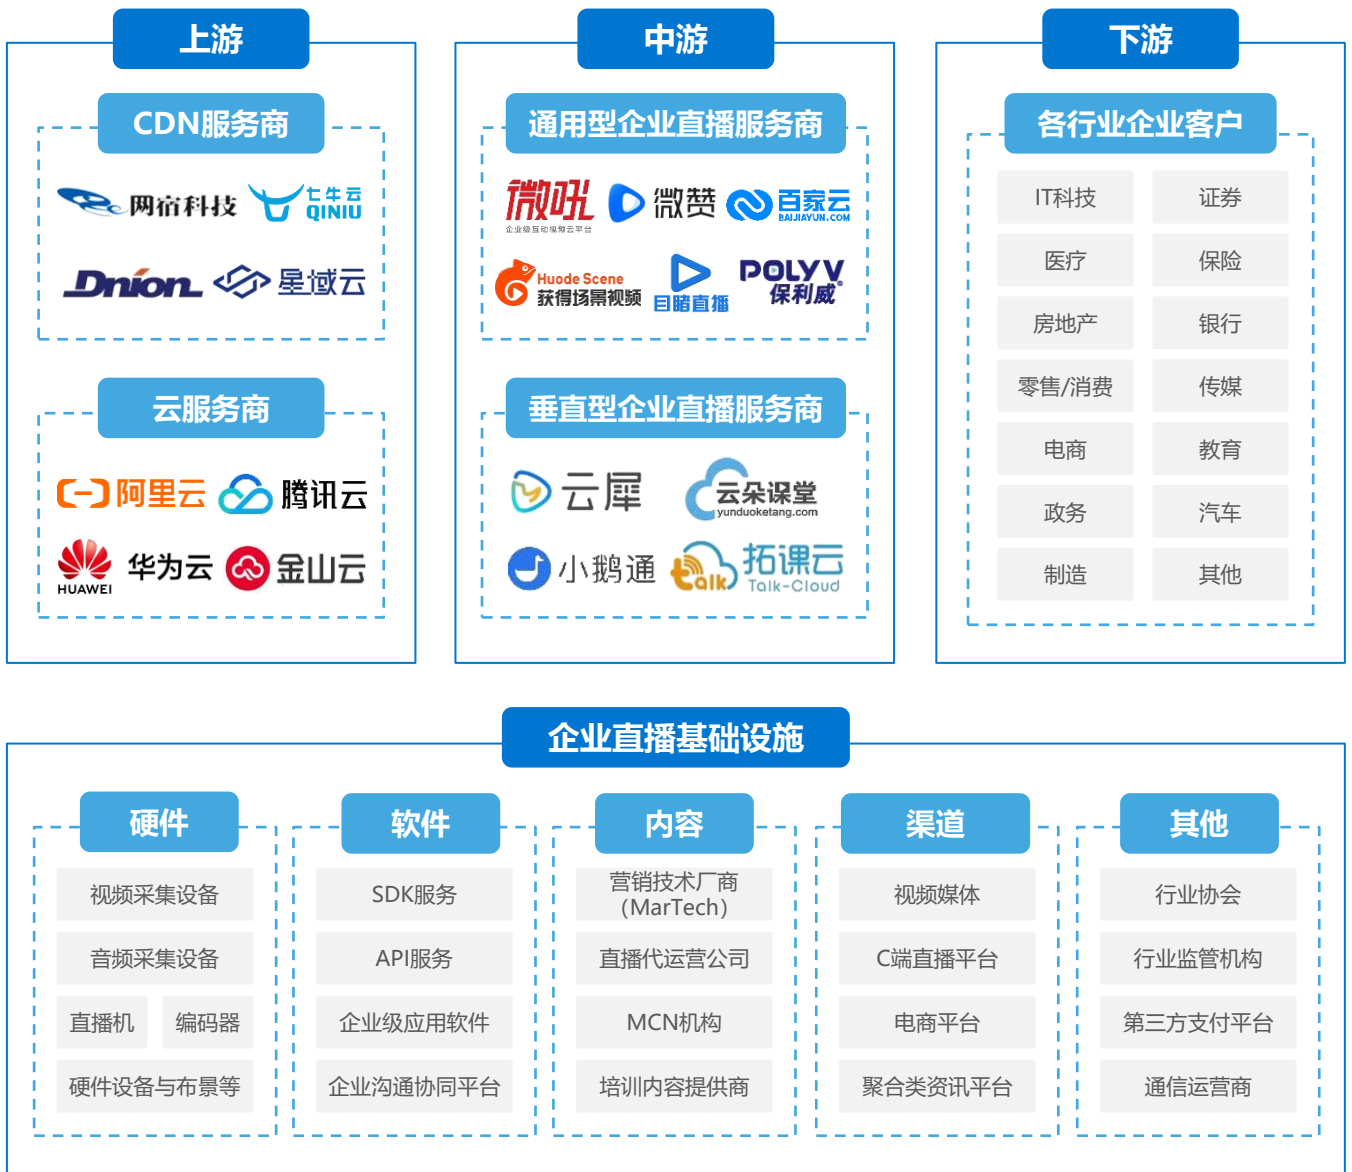 上游
CDN服务商
网宿科技
七牛云
QINIU
Dnion
星域云
云服务商
阿里云
腾讯云
HUAWEI
华为云
金山云
中游
通用型企业直播服务商
微吼
企业级互动视频云平台
微赞
百家云
BAIJIAYUN.COM
Huode Scene
获得场景视频
目睹直播
POLYV
保利威®
垂直型企业直播服务商
云犀
云朵课堂
yunduoketang.com
小鹅通
talk
拓课云
Talk-Cloud
下游
各行业企业客户
IT科技
证券
医疗
保险
房地产
银行
零售/消费
传媒
电商
教育
政务
汽车
制造
其他
企业直播基础设施
硬件
视频采集设备
音频采集设备
直播机
编码器
硬件设备与布景等
软件
SDK服务
API服务
企业级应用软件
企业沟通协同平台
内容
营销技术厂商
（MarTech）
直播代运营公司
MCN机构
培训内容提供商
渠道
视频媒体
C端直播平台
电商平台
聚合类资讯平台
其他
行业协会
行业监管机构
第三方支付平台
通信运营商